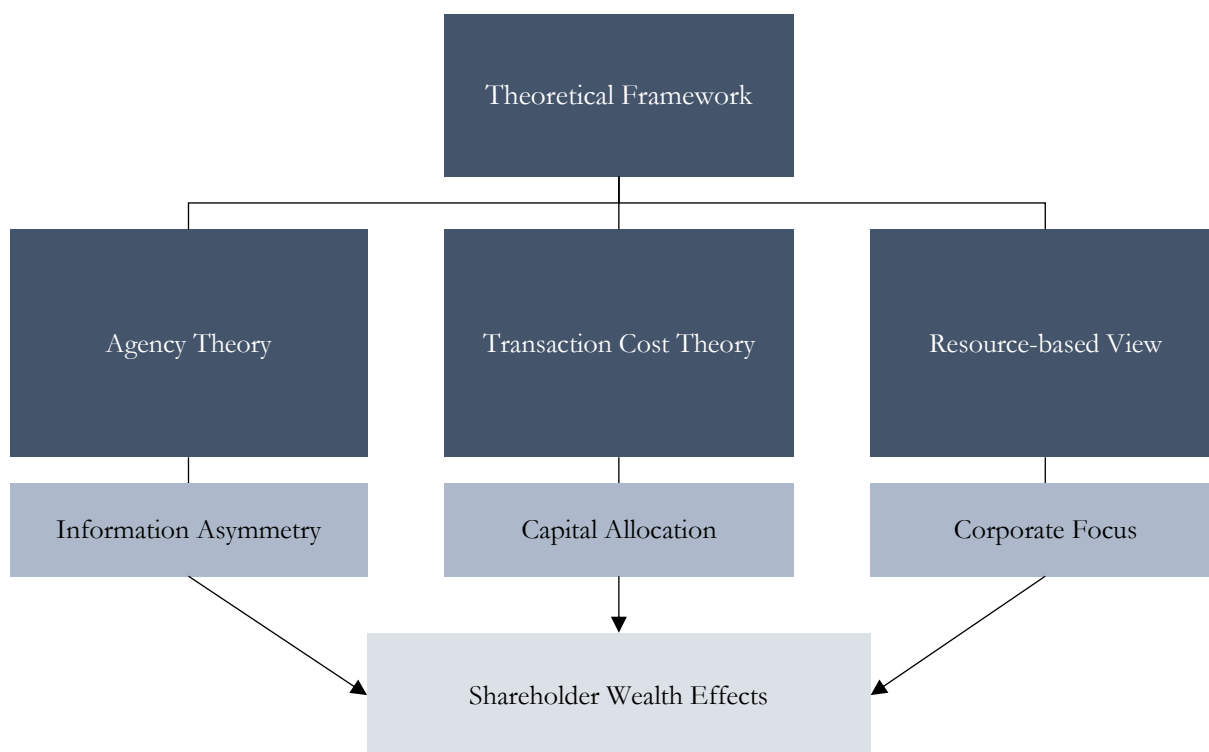 Theoretical Framework
Agency Theory
Transaction Cost Theory
Resource-based View
Information Asymmetry
Capital Allocation
Corporate Focus
Shareholder Wealth Effects